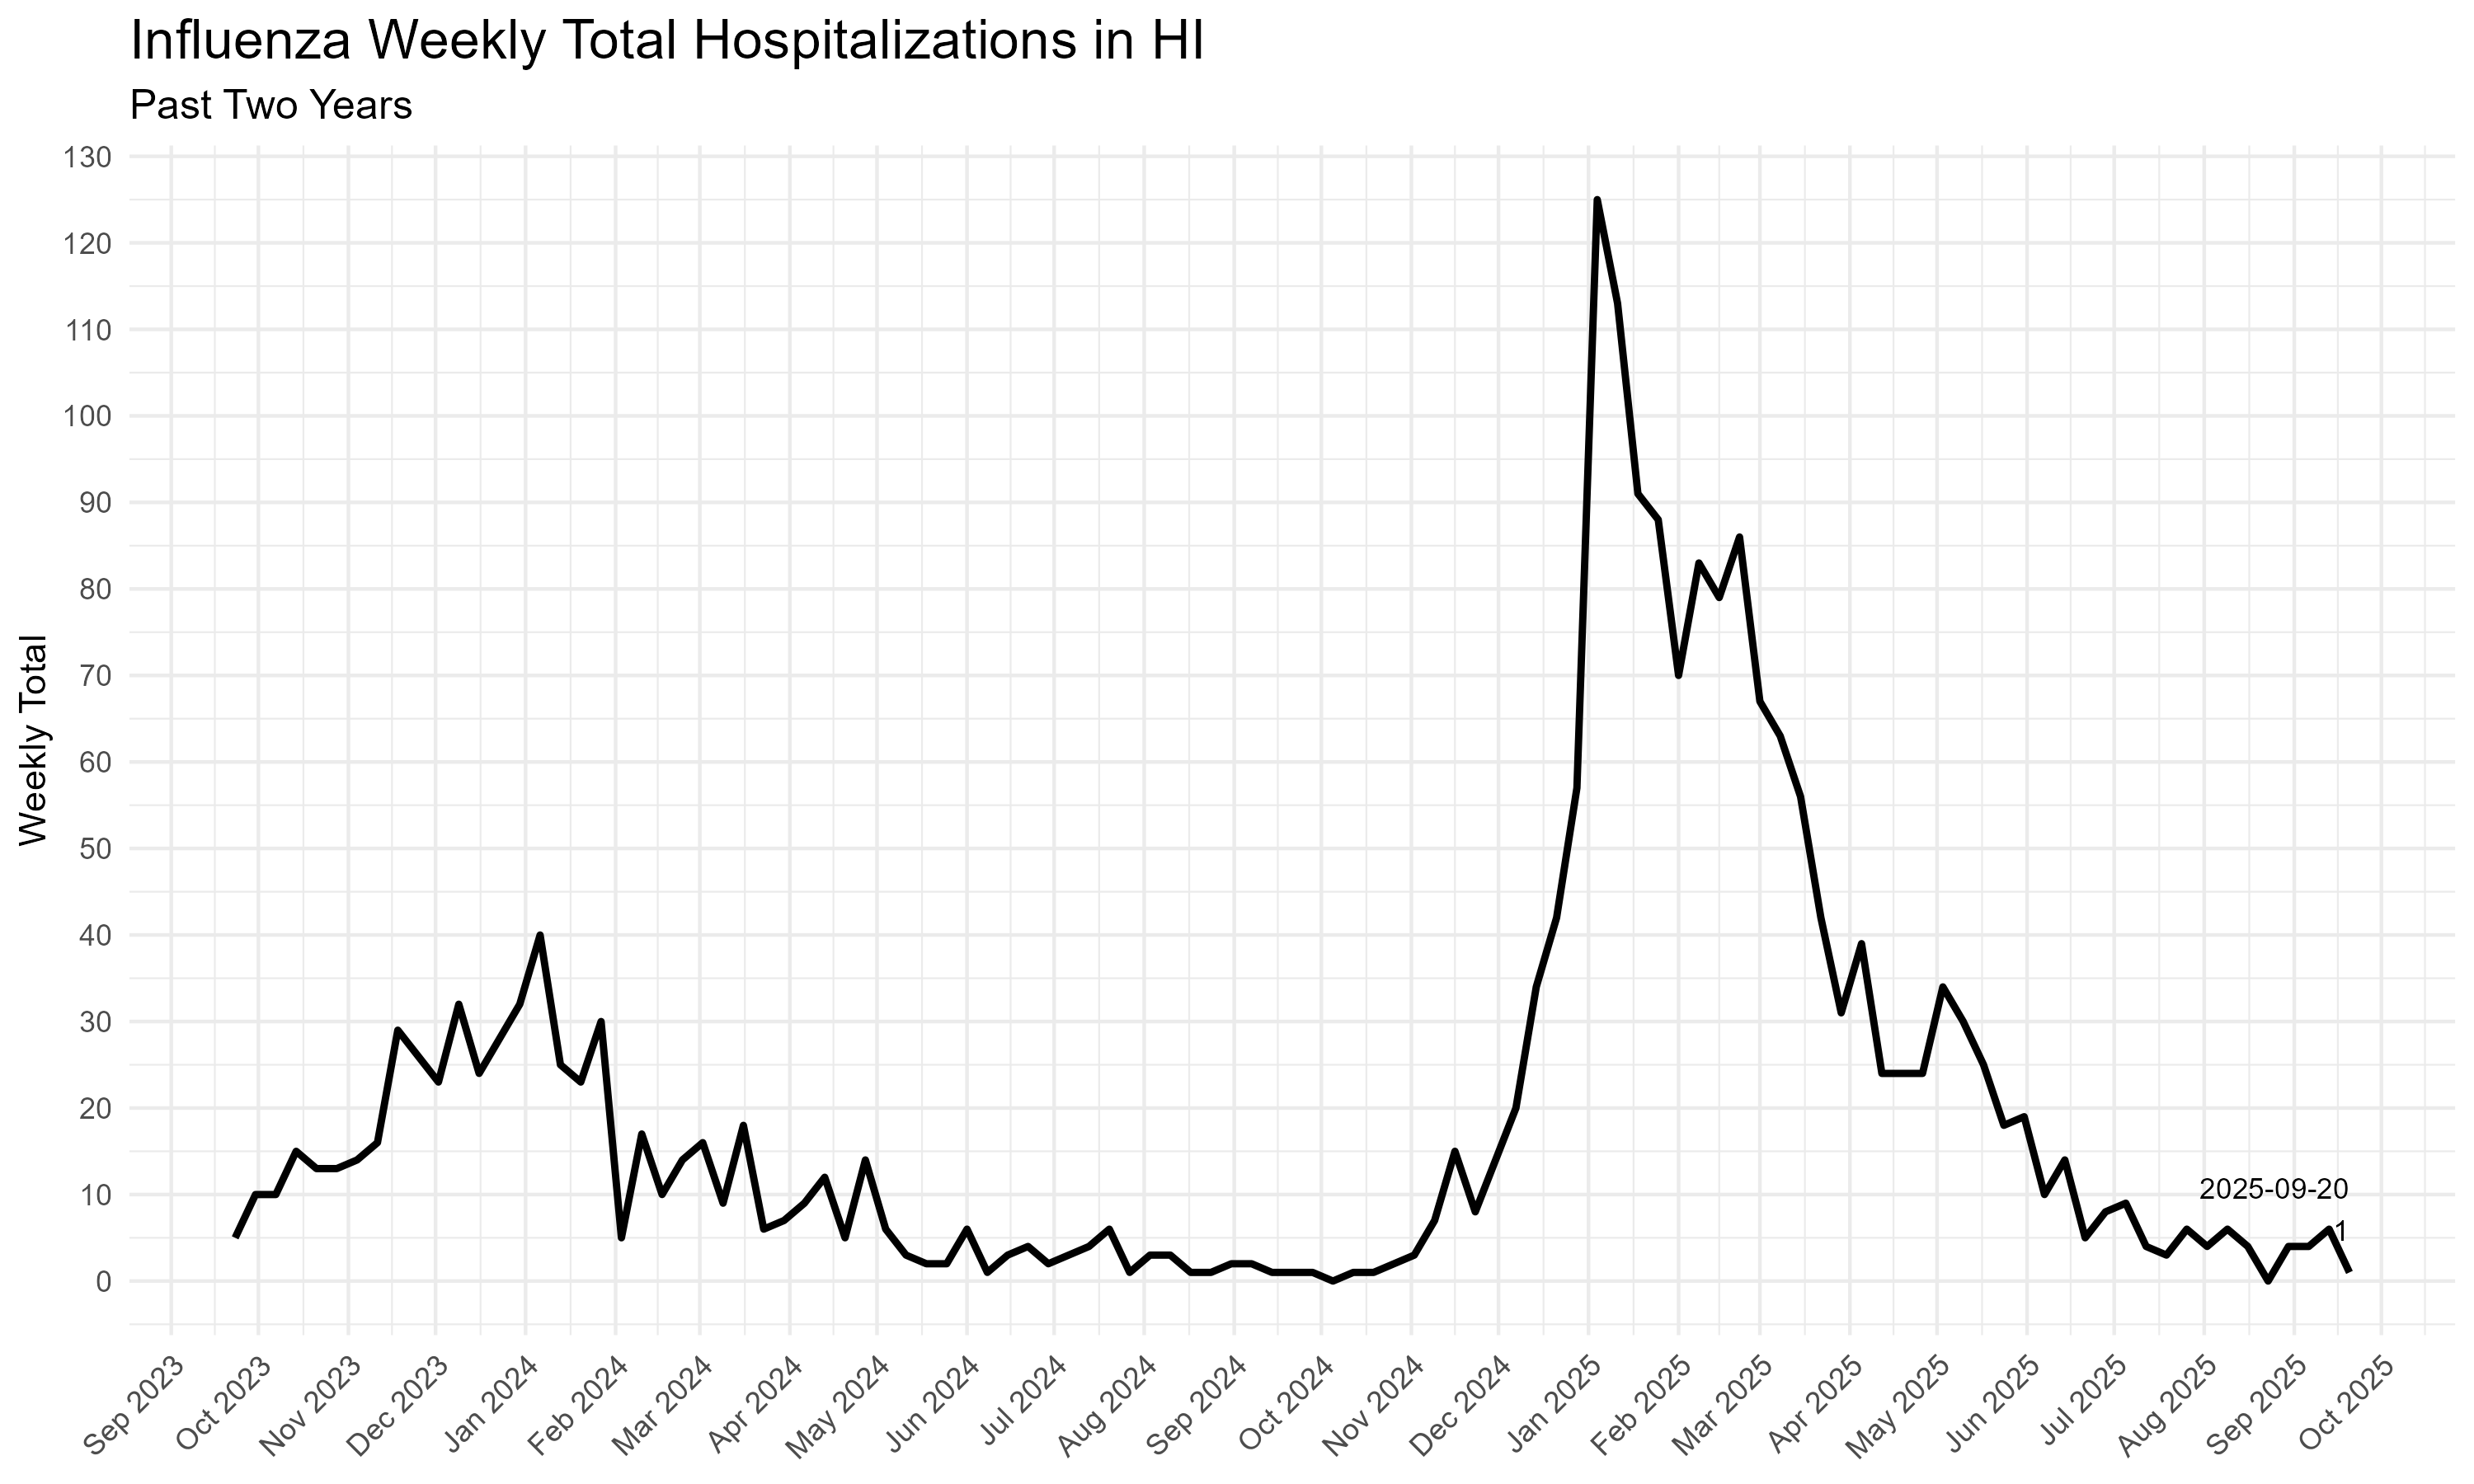 Influenza Weekly Total Hospitalizations in HI
Past Two Years
130
120
110
100
90
80
70
60
50
40
30
20
10
0
Weekly Total
2025-09-20
1
Sep 2023
Oct 2023
Nov 2023
Dec 2023
Jan 2024
Feb 2024
Mar 2024
Apr 2024
May 2024
Jun 2024
Jul 2024
Aug 2024
Sep 2024
Oct 2024
Nov 2024
Dec 2024
Jan 2025
Feb 2025
Mar 2025
Apr 2025
May 2025
Jun 2025
Jul 2025
Aug 2025
Sep 2025
Oct 2025